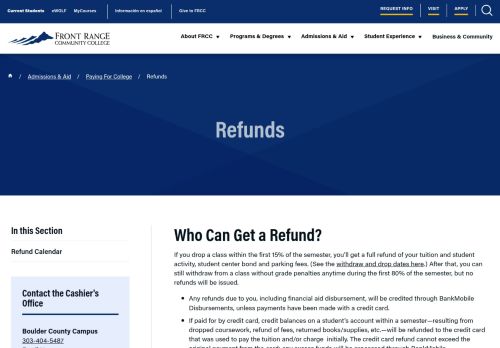 Current Students eWOLF MyCourses Información en español Give to FRCC REQUEST INFO VISIT APPLY
FRONT RANGE
COMMUNITY COLLEGE
About FRCC Programs & Degrees Admissions & Aid Student Experience Business & Community
/ Admissions & Aid / Paying For College / Refunds
Refunds
In this Section
Refund Calendar
Contact the Cashier's
Office
Boulder County Campus
303-404-5487
Who Can Get a Refund?
If you drop a class within the first 15% of the semester, you'll get a full refund of your tuition and student
activity, student center bond and parking fees. (See the withdraw and drop dates here.) After that, you can
still withdraw from a class without grade penalties anytime during the first 80% of the semester, but no
refunds will be issued.
• Any refunds due to you, including financial aid disbursement, will be credited through BankMobile
Disbursements, unless payments have been made with a credit card.
• If paid for by credit card, credit balances on a student's account within a semester—resulting from
dropped coursework, refund of fees, returned books/supplies, etc.—will be refunded to the credit card
that was used to pay the tuition and/or charge initially. The credit card refund cannot exceed the